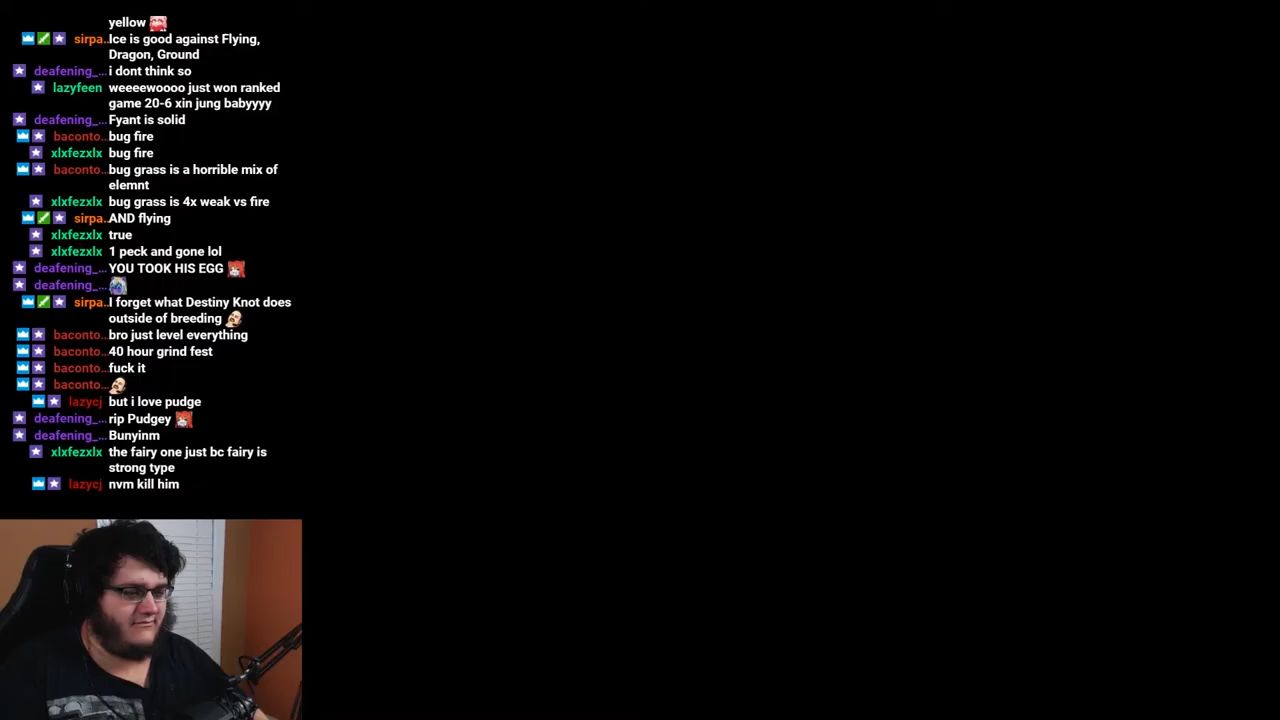 yellow
sirpa.. Ice is good against Flying,
Dragon, Ground
deafening_... i dont think so
lazyfeen weeeewoooo just won ranked
game 20-6 xin jung babyyyy
deafening_... Fyant is solid
baconto... bug fire
xlxfezxlx bug fire
baconto... bug grass is a horrible mix of
elemnt
xlxfezxlx bug grass is 4x weak vs fire
sirpa.. AND flying
xlxfezxlx true
xlxfezxlx 1 peck and gone lol
deafening_... YOU TOOK HIS EGG
deafening_...
sirpa.. I forget what Destiny Knot does
outside of breeding
baconto... bro just level everything
baconto... 40 hour grind fest
baconto... fuck it
baconto...
lazycj but i love pudge
deafening_... rip Pudgey
deafening_... Bunyinm
xlxfezxlx the fairy one just bc fairy is
strong type
lazycj nvm kill him